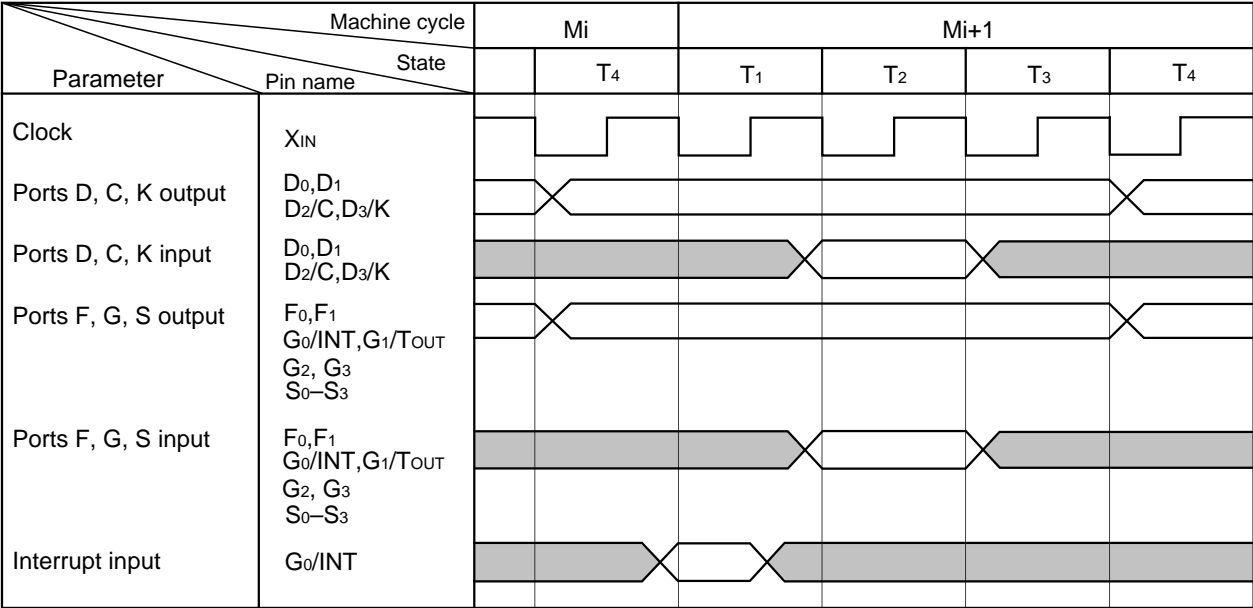 Machine cycle
Mi
Mi+1
State
T4
T1
T2
T3
T4
Parameter
Pin name
Clock
XIN
Ports D, C, K output
D0,D1
D2/C,D3/K
Ports D, C, K input
D0,D1
D2/C,D3/K
Ports F, G, S output
F0,F1
G0/INT,G1/TOUT
G2, G3
S0–S3
Ports F, G, S input
F0,F1
G0/INT,G1/TOUT
G2, G3
S0–S3
Interrupt input
G0/INT